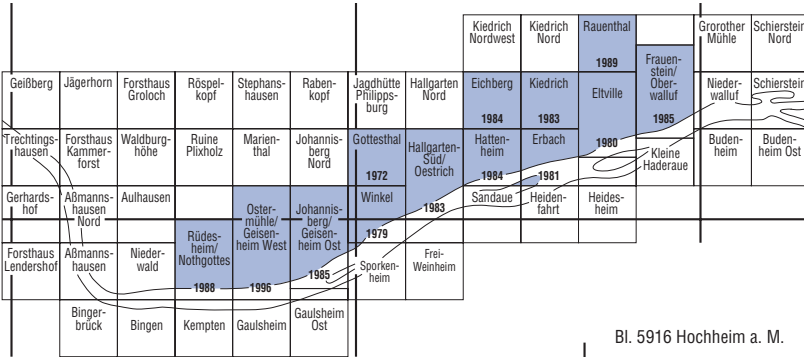 Kiedrich
Nordwest
Kiedrich
Nord
Rauenthal
1989
Grorother
Mühle
Schierstein
Nord
Geißberg
Jägerhorn
Forsthaus
Groloch
Röspel-
kopf
Stephans-
hausen
Raben-
kopf
Jagdhütte
Philipps-
burg
Hallgarten
Nord
Eichberg
1984
Kiedrich
1983
Eltville
1980
Frauen-
stein/
Ober-
walluf
1985
Nieder-
walluf
Schierstein
Trechtings-
hausen
Forsthaus
Kammer-
forst
Waldburg-
höhe
Ruine
Plixholz
Marien-
thal
Johannis-
berg
Nord
Gottesthal
1972
Hallgarten-
Süd/
Oestrich
1983
Hatten-
heim
1984
Erbach
1981
Kleine
Haderaue
Buden-
heim
Buden-
heim Ost
Gerhards-
hof
Aßmanns-
hausen
Nord
Aulhausen
Rüdes-
heim/
Nothgottes
1988
Oster-
mühle/
Geisen-
heim West
1996
Johannis-
berg/
Geisen-
heim Ost
1985
Winkel
1979
Sandaue
Heiden-
fahrt
Heides-
heim
Forsthaus
Lendershof
Aßmanns-
hausen
Nieder-
wald
Sporken-
heim
Frei-
Weinheim
Binger-
brück
Bingen
Kempten
Gaulsheim
Gaulsheim
Ost
Bl. 5916 Hochheim a. M.